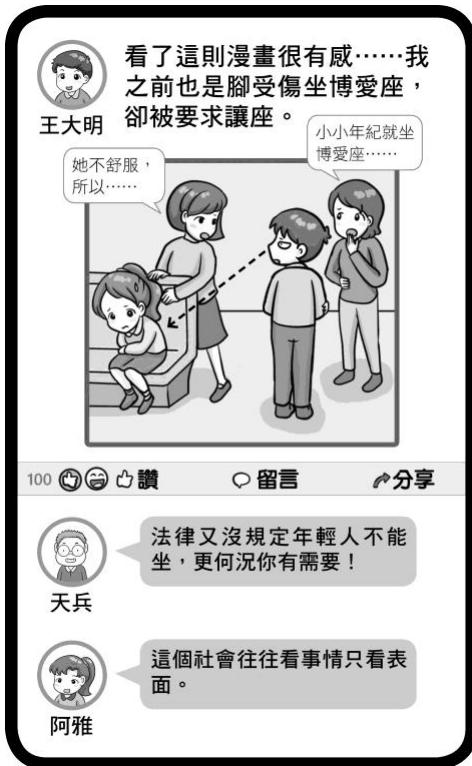 看了這則漫畫很有感……我
之前也是腳受傷坐博愛座，
卻被要求讓座。
王大明
小小年紀就坐
博愛座……
她不舒服，
所以……
100 讚 留言 分享
法律又沒規定年輕人不能
坐，更何況你有需要！
天兵
這個社會往往看事情只看表
面。
阿雅